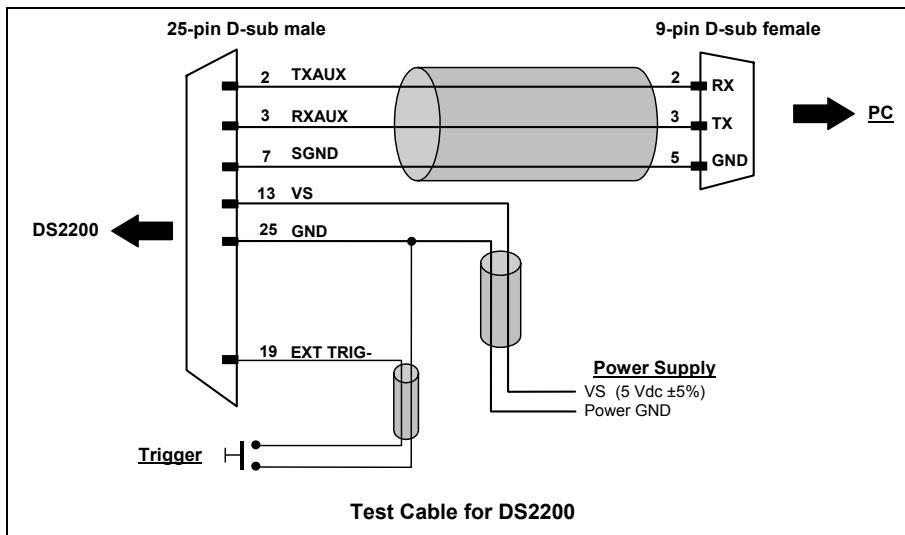 25-pin D-sub male
9-pin D-sub female
2 TXAUX 2 RX
3 RXAUX 3 TX
PC
7 SGND 5 GND
13 VS
DS2200
25 GND
19 EXT TRIG-
Power Supply
VS (5 Vdc ±5%)
Power GND
Trigger
Test Cable for DS2200